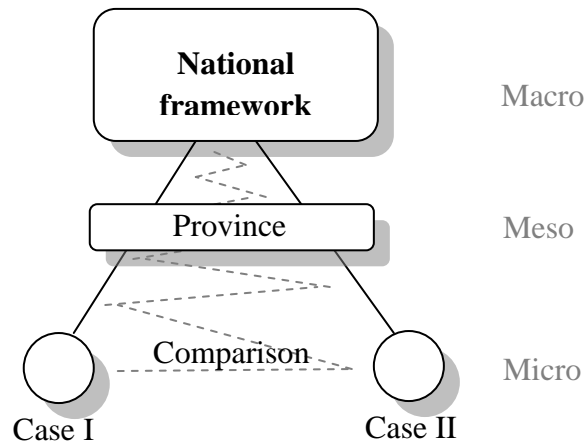 National
framework
Macro
Province
Meso
Comparison
Micro
Case I
Case II